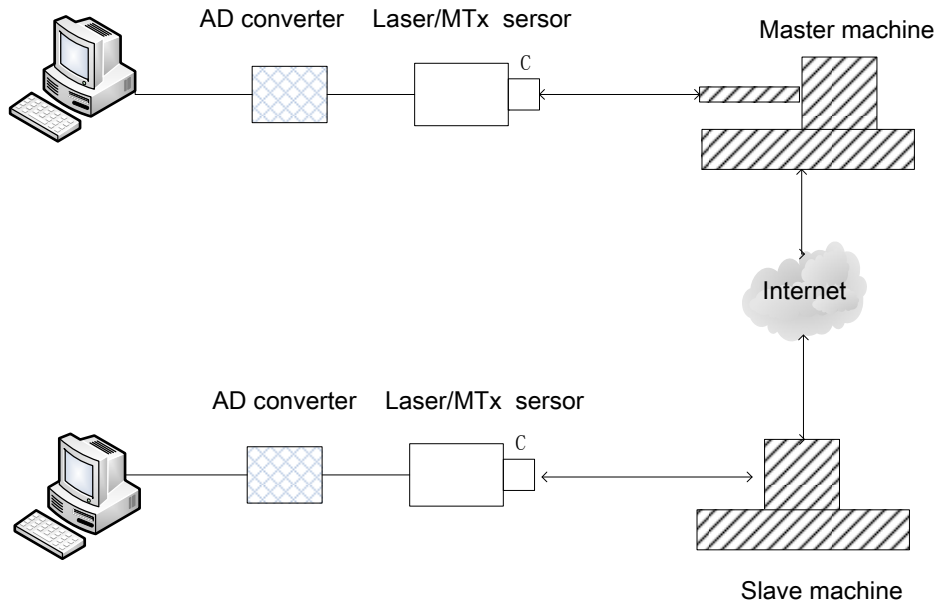 AD converter
Laser/MTx sersor
Master machine
C
Internet
AD converter
Laser/MTx sersor
C
Slave machine